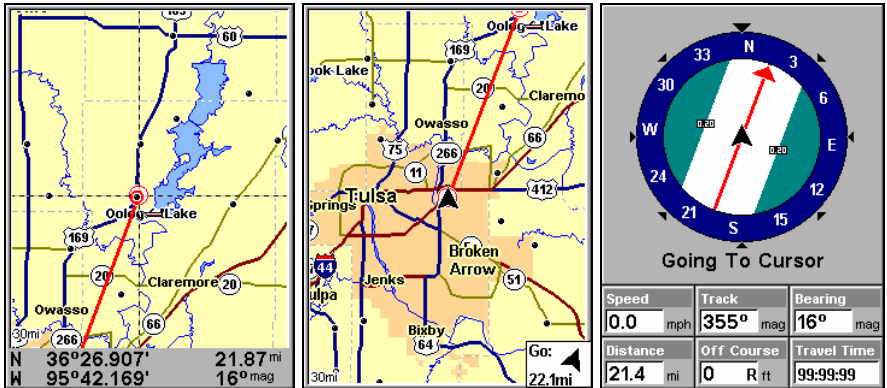 169
60
Oologah Lake
169
20
Claremore
20
Owasso
66
266
30mi
N 36º26.907' 21.87 mi
W 95º42.169' 16º mag
Oolog Lake
169
ook Lake
20
Claremo
Owasso
66
75
266
11
Tulsa
412
Springs
Broken
Arrow
44
Jenks
51
ulpa
Bixby
64
30mi
Go:
22.1mi
N
33
3
30
6
0.20
W
E
0.20
24
12
21
15
S
Going To Cursor
Speed
0.0 mph
Track
355º mag
Bearing
16º mag
Distance
21.4 mi
Off Course
0 R ft
Travel Time
99:99:99